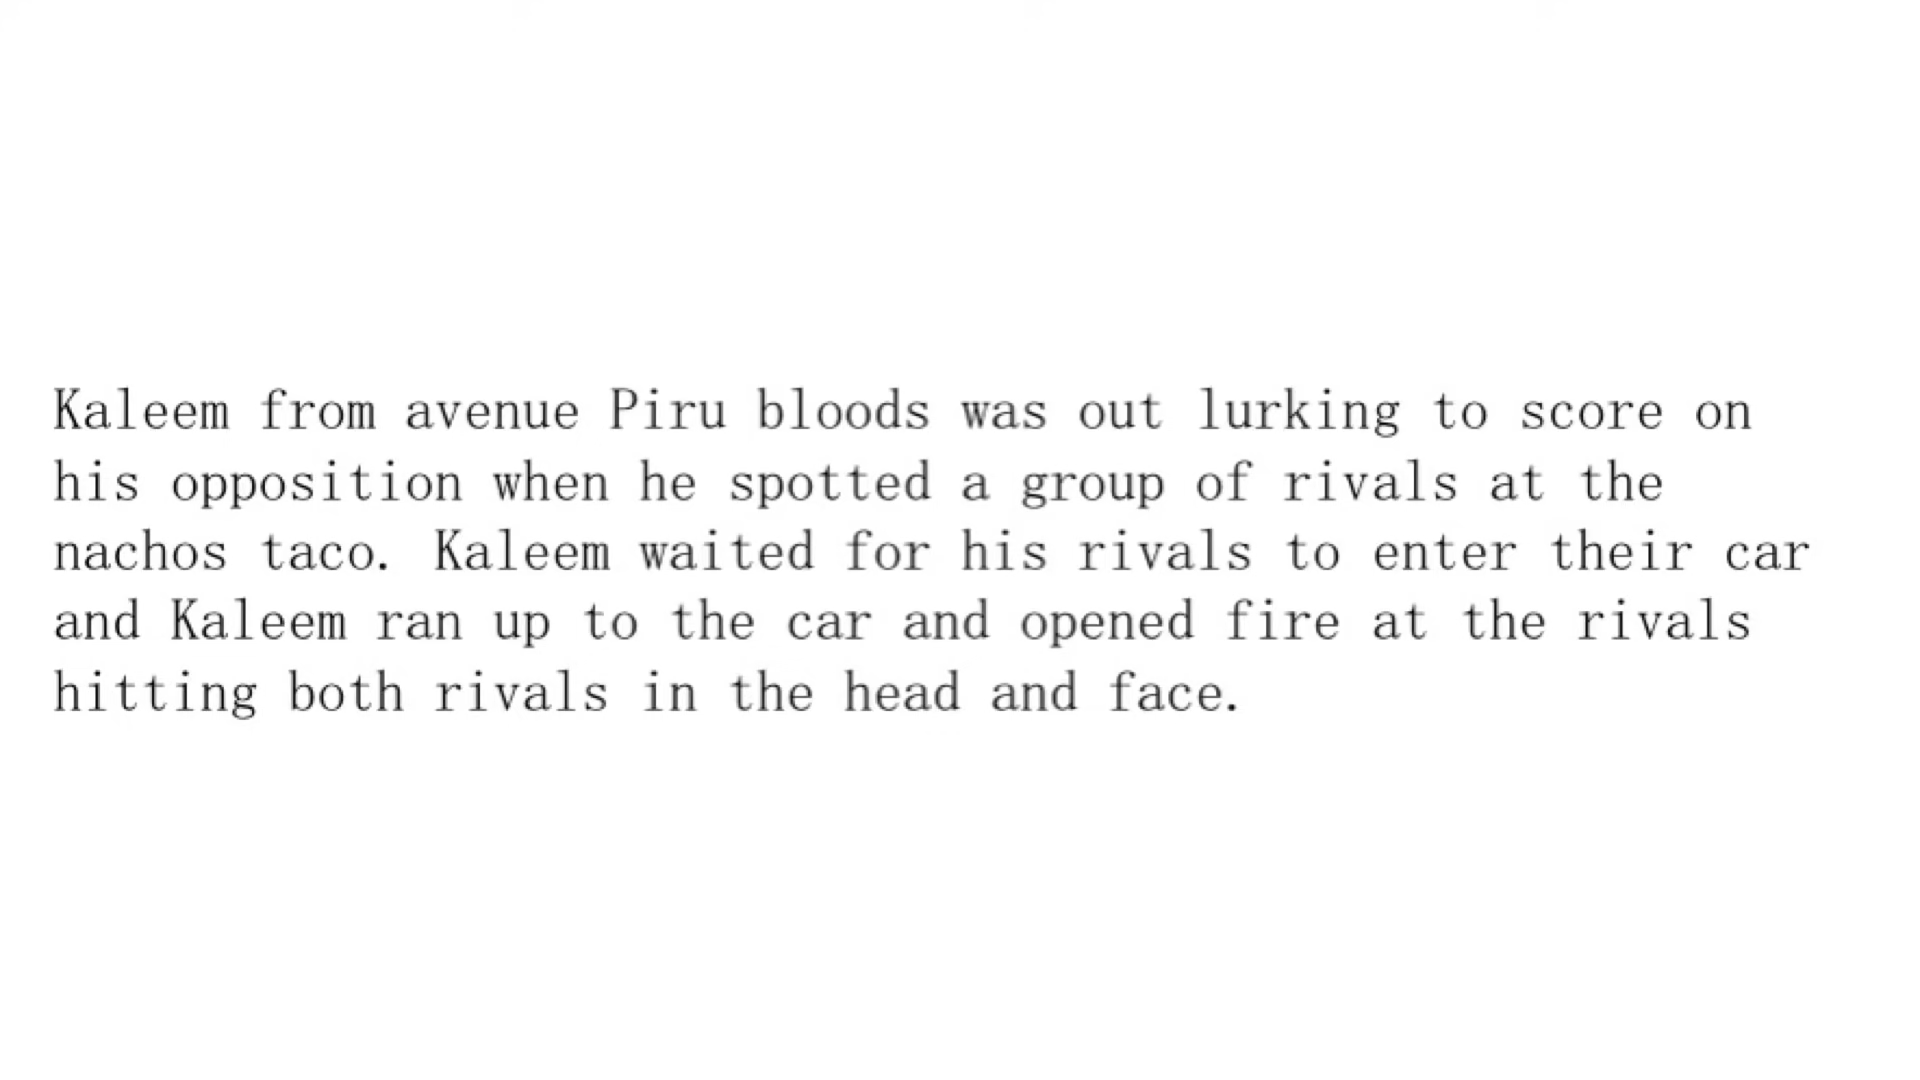 Kaleem from avenue Piru bloods was out lurking to score on
his opposition when he spotted a group of rivals at the
nachos taco. Kaleem waited for his rivals to enter their car
and Kaleem ran up to the car and opened fire at the rivals
hitting both rivals in the head and face.